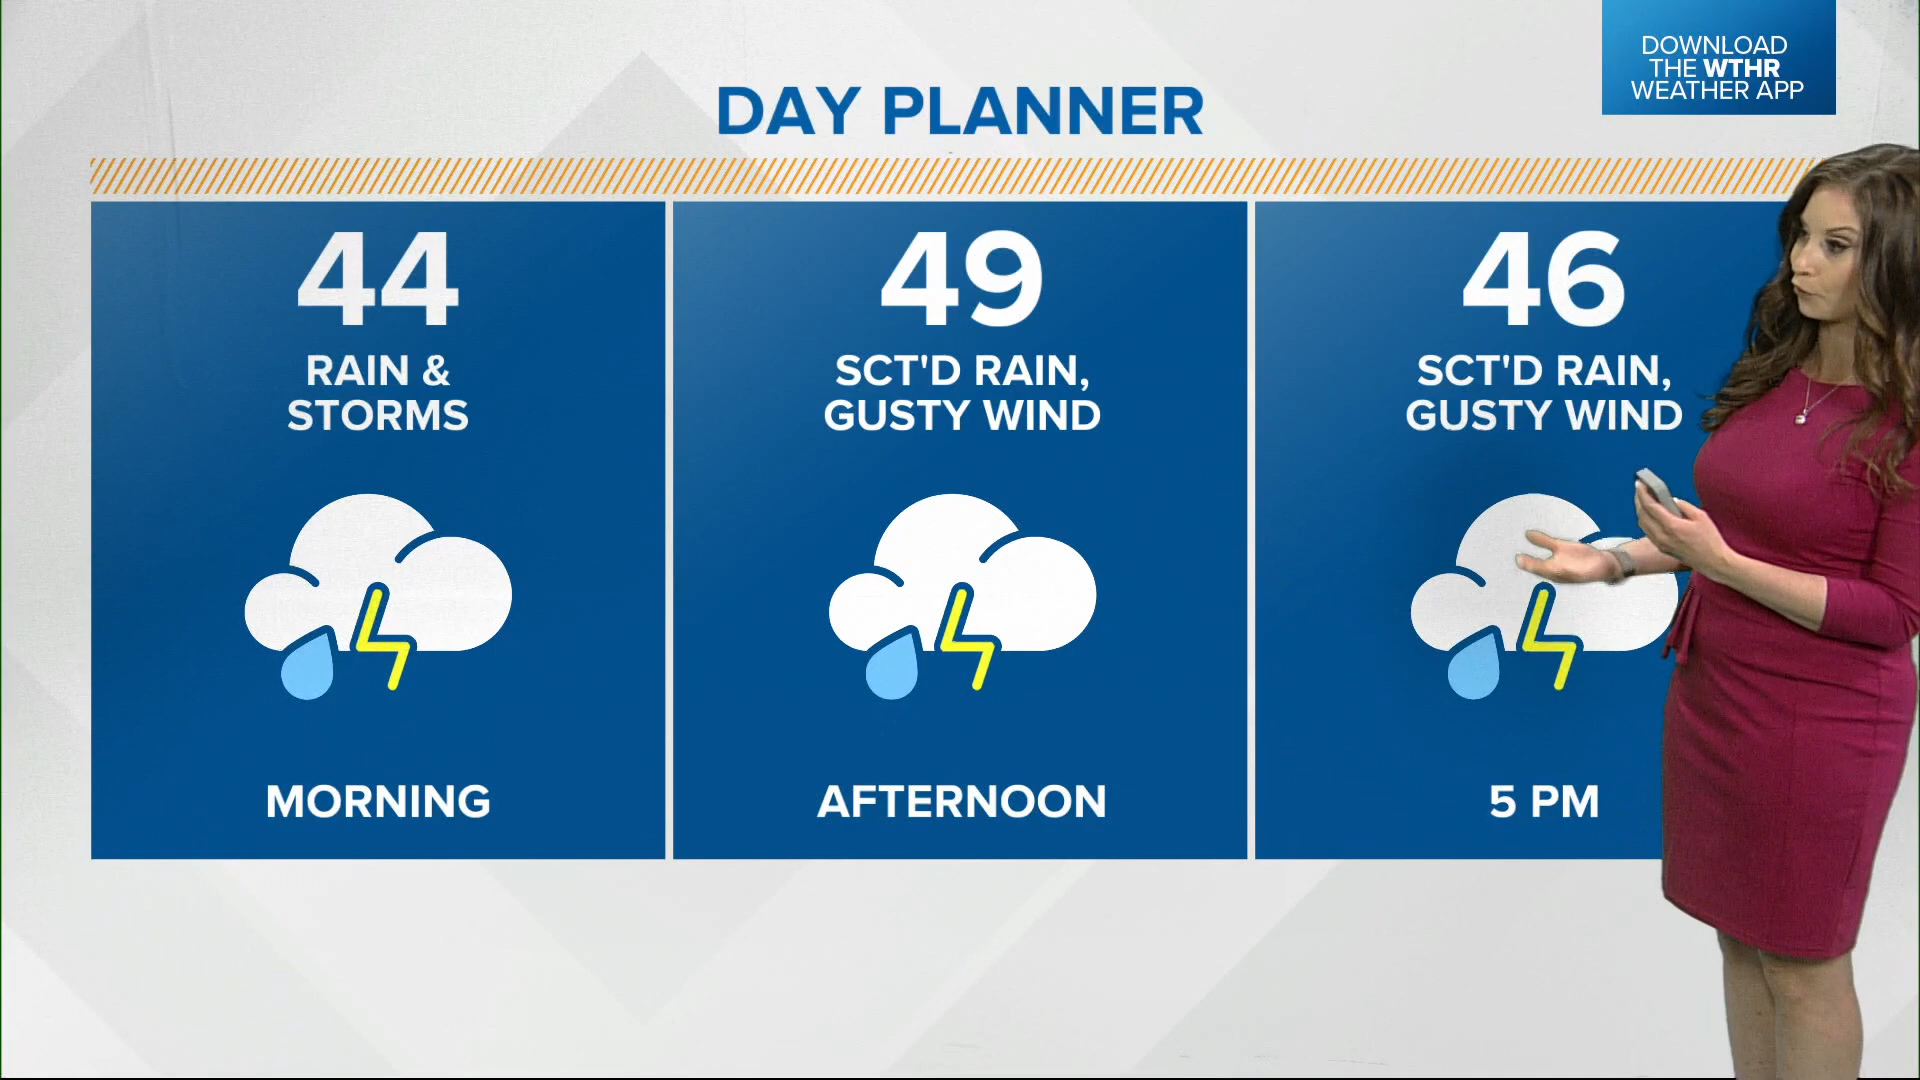 DOWNLOAD
THE WTHR
WEATHER APP
DAY PLANNER
44
RAIN &
STORMS
MORNING
49
SCT'D RAIN,
GUSTY WIND
AFTERNOON
46
SCT'D RAIN,
GUSTY WIND
5 PM